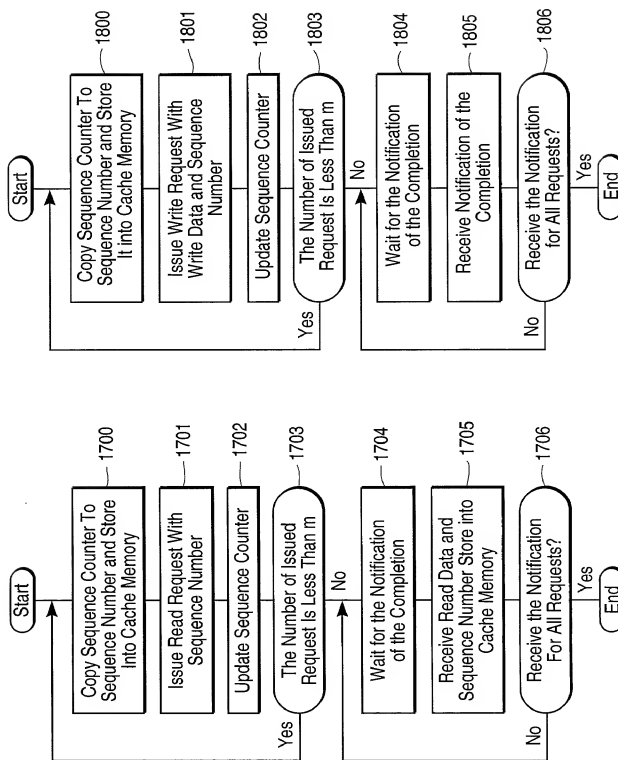 Start
Copy Sequence Counter To
Sequence Number and Store
Into Cache Memory
1700
Issue Read Request With
Sequence Number
1701
Update Sequence Counter
1702
The Number of Issued
Request Is Less Than m
1703
Yes
No
Wait for the Notification
of the Completion
1704
Receive Read Data and
Sequence Number Store into
Cache Memory
1705
Receive the Notification
For All Requests?
1706
No
Yes
End
Start
Copy Sequence Counter To
Sequence Number and Store
It into Cache Memory
1800
Issue Write Request With
Write Data and Sequence
Number
1801
Update Sequence Counter
1802
The Number of Issued
Request Is Less Than m
1803
Yes
No
Wait for the Notification
of the Completion
1804
Receive Notification of the
Completion
1805
Receive the Notification
for All Requests?
1806
No
Yes
End